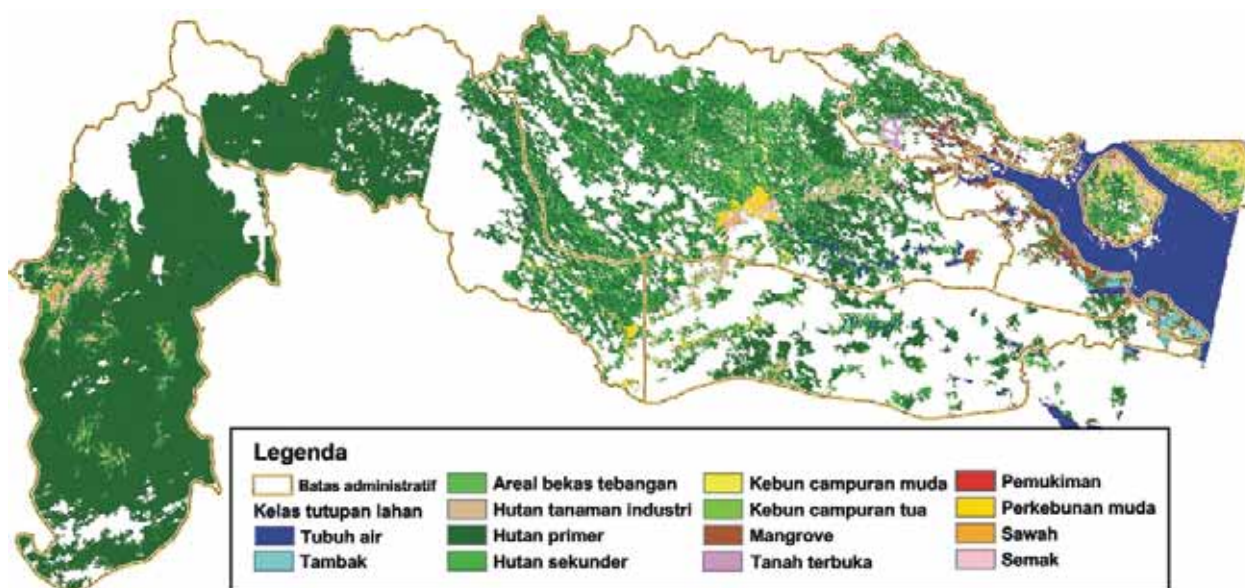 Legenda
Batas administratif
Kelas tutupan lahan
Tubuh air
Tambak
Areal bekas tebangan
Hutan tanaman industri
Hutan primer
Hutan sekunder
Kebun campuran muda
Kebun campuran tua
Mangrove
Tanah terbuka
Pemukiman
Perkebunan muda
Sawah
Semak